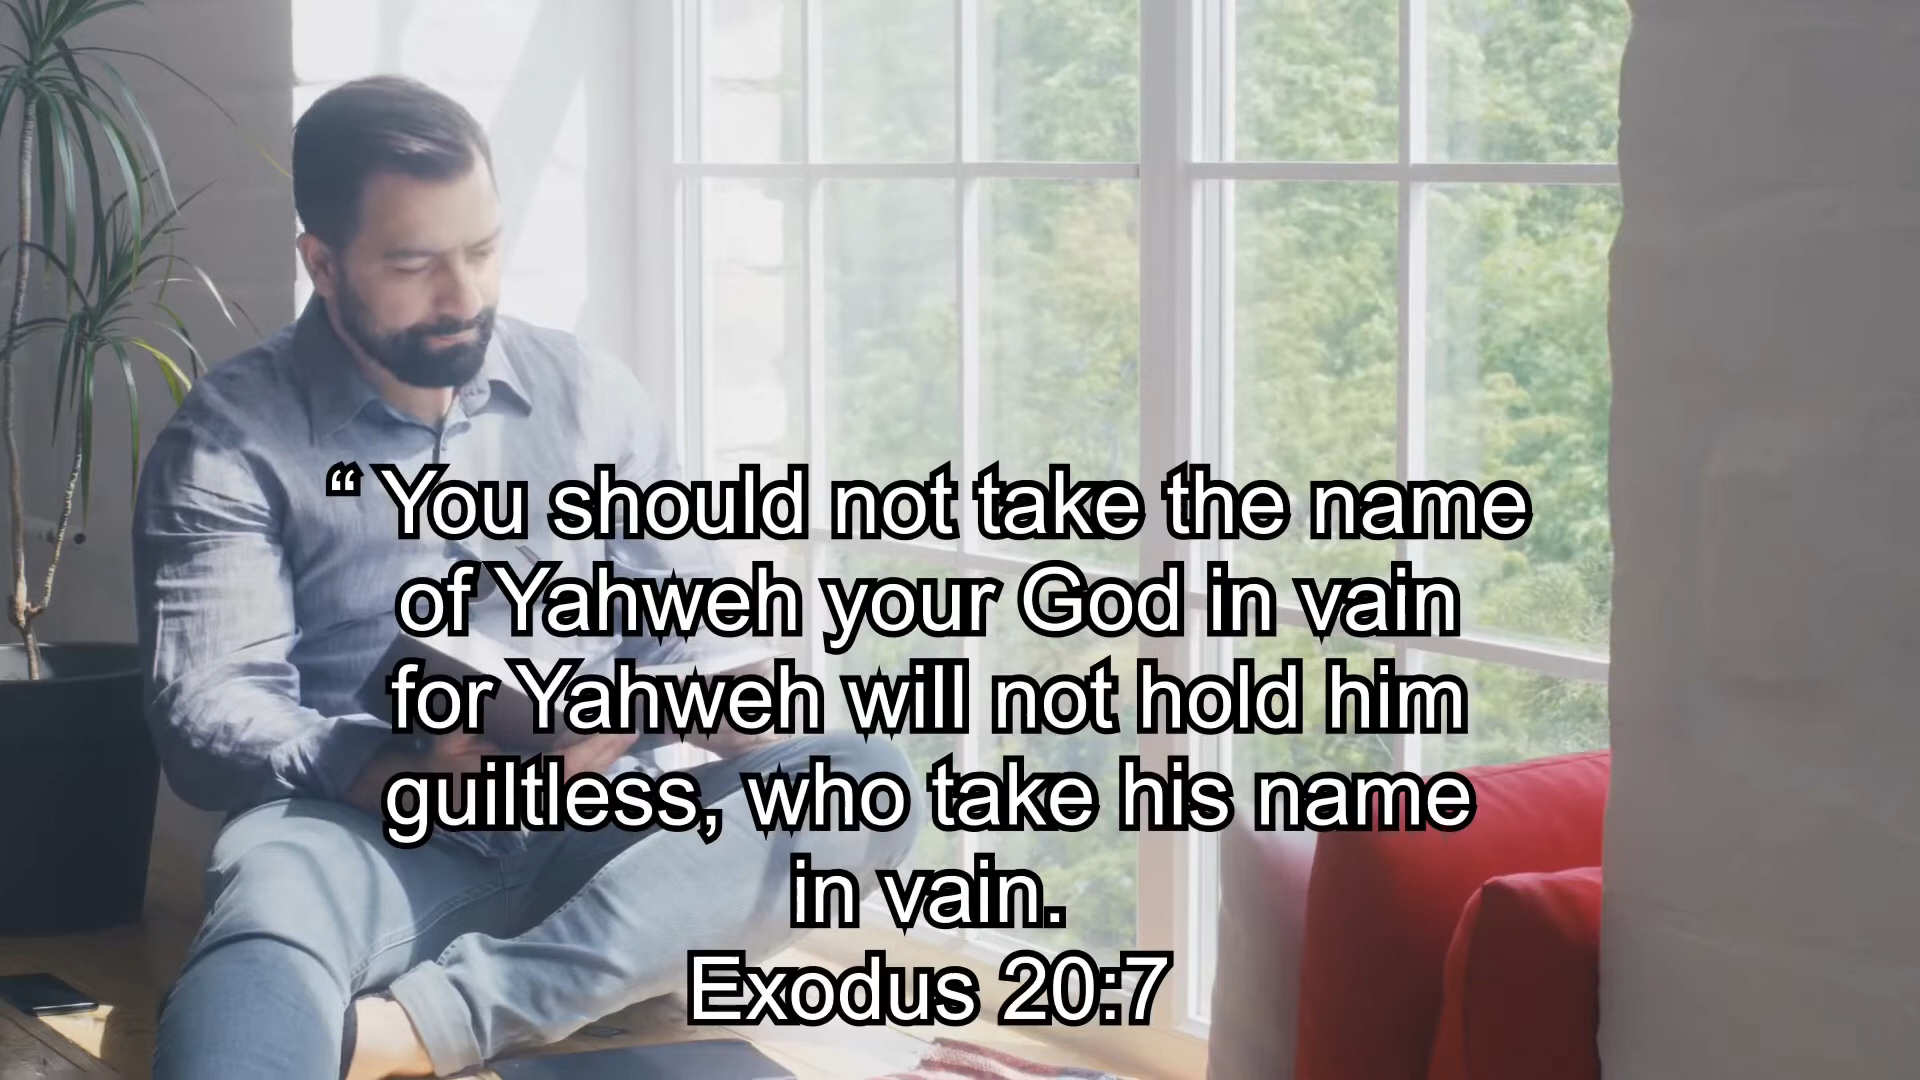 “ You should not take the name
of Yahweh your God in vain
for Yahweh will not hold him
guiltless, who take his name
in vain.
Exodus 20:7